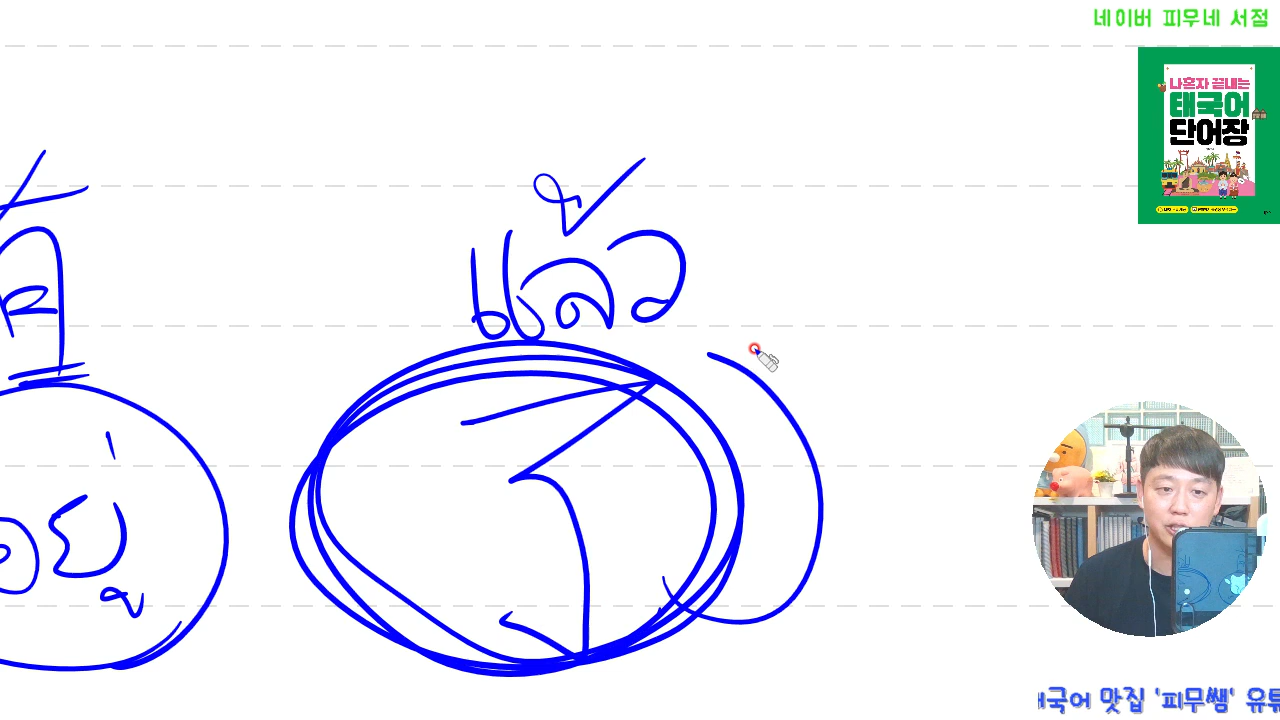 네이버 피무네 서점
나혼자 끝내는
태국어
단어장
แล้ว
อยู่
태국어 맛집 '피무쌤' 유튜